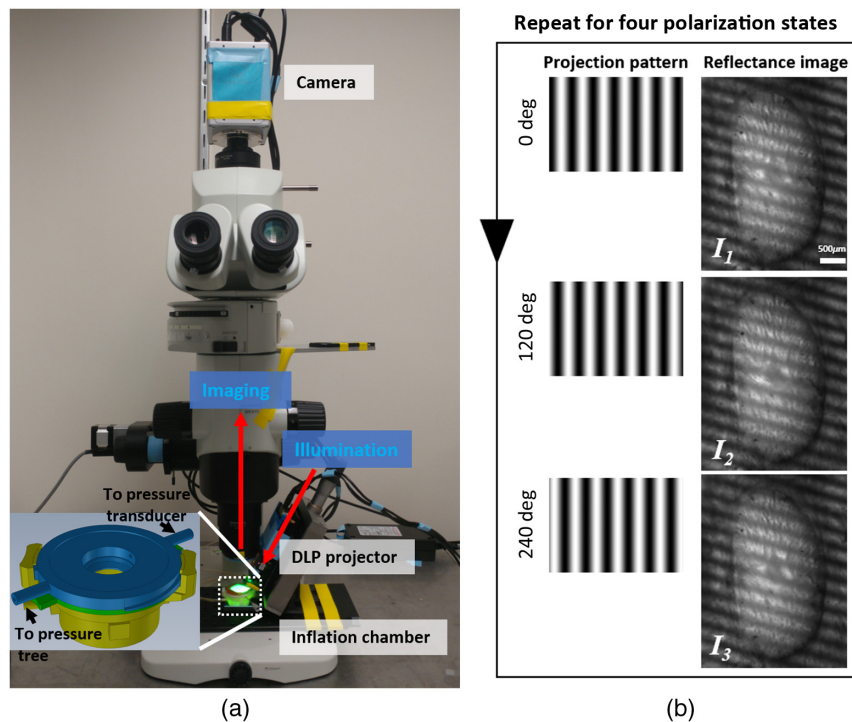 Camera
Imaging
Illumination
To pressure
transducer
DLP projector
To pressure
tree
Inflation chamber
(a)
Repeat for four polarization states
Projection pattern Reflectance image
0 deg
I1
500µm
120 deg
I2
240 deg
I3
(b)